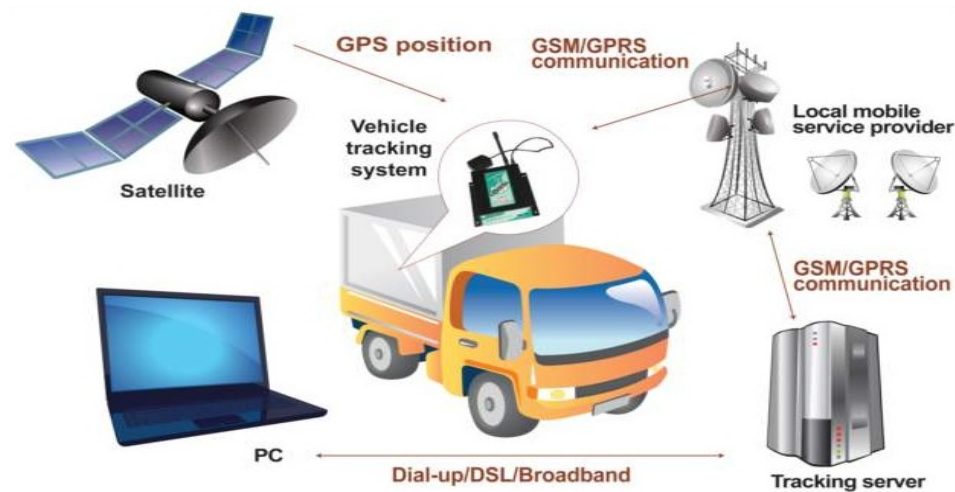 GPS position
GSM/GPRS
communication
Vehicle
tracking
system
Local mobile
service provider
Satellite
GSM/GPRS
communication
PC
Dial-up/DSL/Broadband
Tracking server